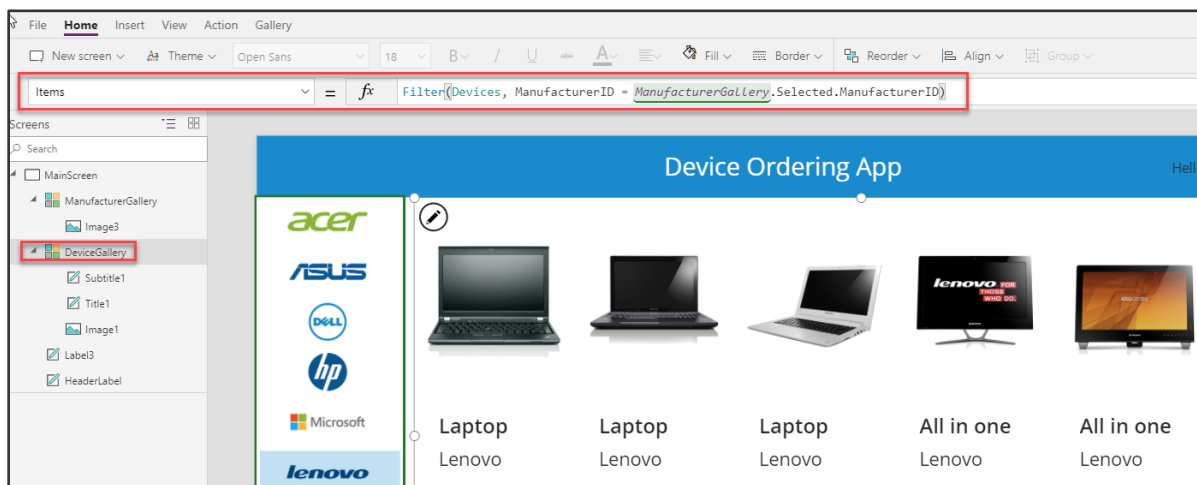 File Home Insert View Action Gallery
New screen Theme Open Sans 18 B / U abc A Fill Border Reorder Align Group
Items = fx Filter(Devices, ManufacturerID = ManufacturerGallery.Selected.ManufacturerID)
Screens
Search
MainScreen
ManufacturerGallery
Image3
DeviceGallery
Subtitle1
Title1
Image1
Label3
HeaderLabel
Device Ordering App
Hell
acer
ASUS
DELL
hp
Microsoft
lenovo
lenovo FOR
THOSE
WHO DO.
Laptop Laptop Laptop All in one All in one
Lenovo Lenovo Lenovo Lenovo Lenovo